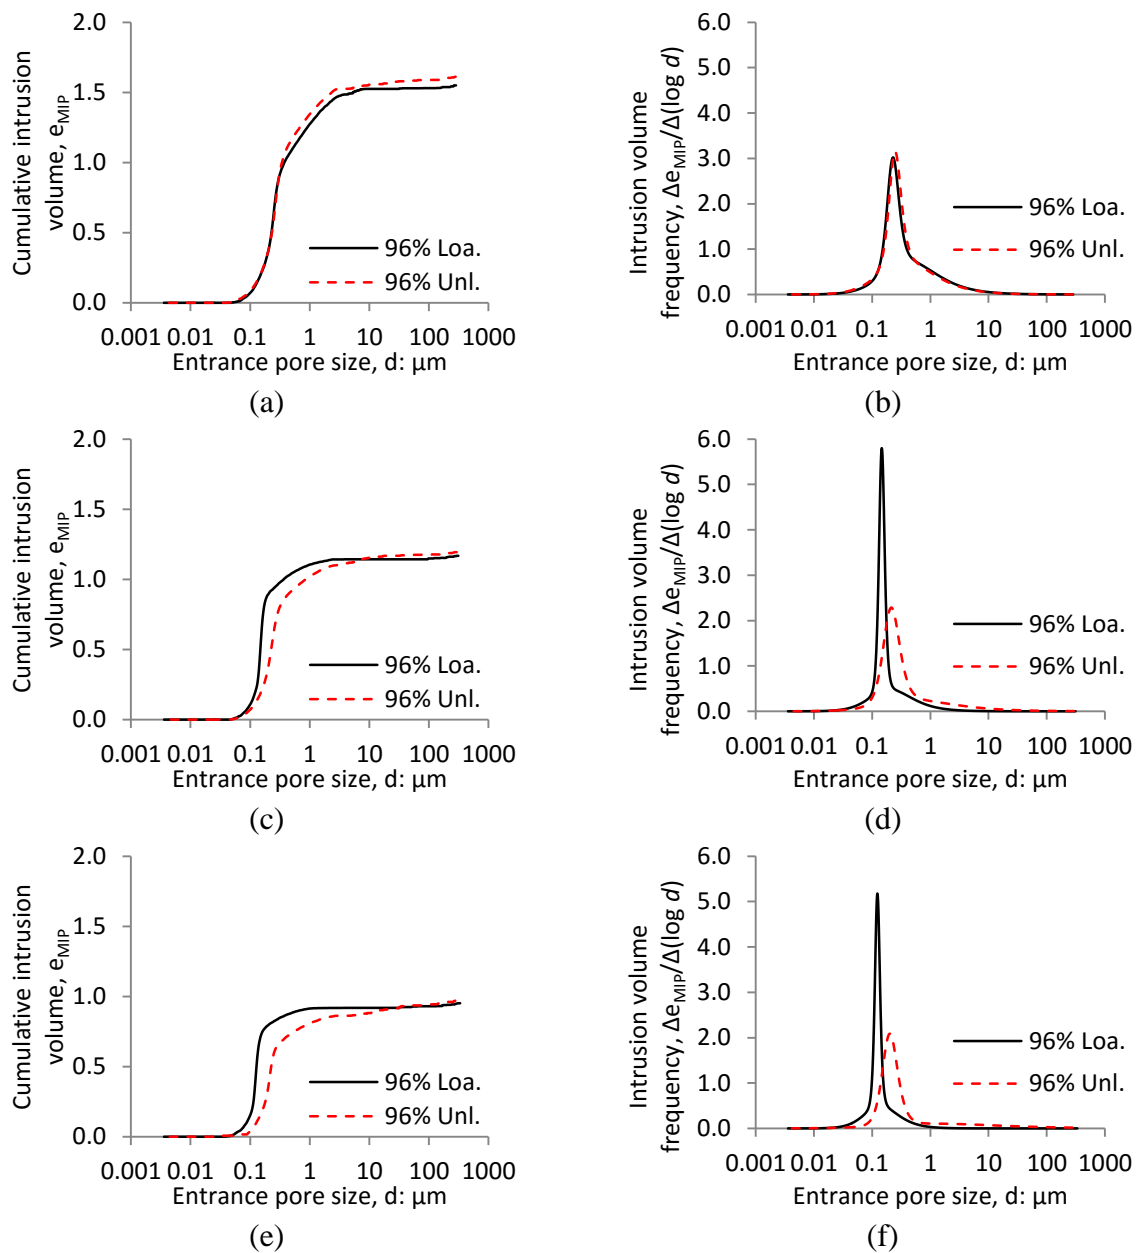 Cumulative intrusion
volume, eMIP
2.0
1.5
1.0
0.5
0.0
96% Loa.
96% Unl.
0.001 0.01 0.1 1 10 100 1000
Entrance pore size, d: μm
(a)
Intrusion volume
frequency, ΔeMIP/Δ(log d)
6.0
5.0
4.0
3.0
2.0
1.0
0.0
96% Loa.
96% Unl.
0.001 0.01 0.1 1 10 100 1000
Entrance pore size, d: μm
(b)
Cumulative intrusion
volume, eMIP
2.0
1.5
1.0
0.5
0.0
96% Loa.
96% Unl.
0.001 0.01 0.1 1 10 100 1000
Entrance pore size, d: μm
(c)
Intrusion volume
frequency, ΔeMIP/Δ(log d)
6.0
5.0
4.0
3.0
2.0
1.0
0.0
96% Loa.
96% Unl.
0.001 0.01 0.1 1 10 100 1000
Entrance pore size, d: μm
(d)
Cumulative intrusion
volume, eMIP
2.0
1.5
1.0
0.5
0.0
96% Loa.
96% Unl.
0.001 0.01 0.1 1 10 100 1000
Entrance pore size, d: μm
(e)
Intrusion volume
frequency, ΔeMIP/Δ(log d)
6.0
5.0
4.0
3.0
2.0
1.0
0.0
96% Loa.
96% Unl.
0.001 0.01 0.1 1 10 100 1000
Entrance pore size, d: μm
(f)